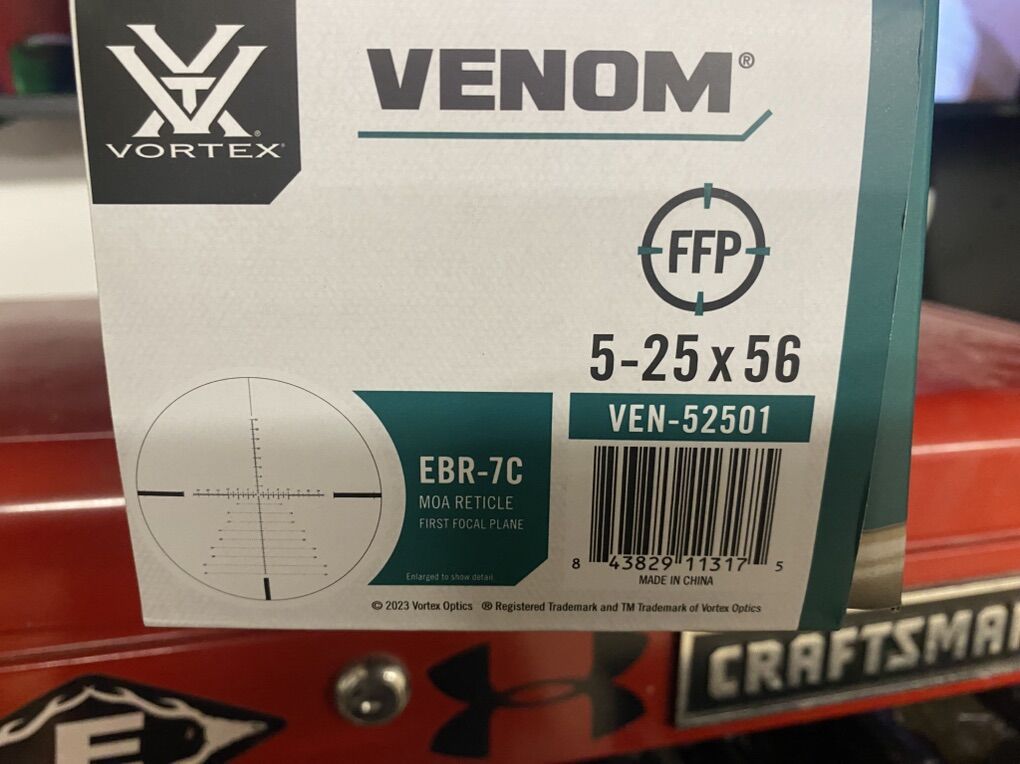 VORTEX®
VENOM®
FFP
5-25 x 56
VEN-52501
EBR-7C
MOA RETICLE
FIRST FOCAL PLANE
Enlarged to show detail
8 43829 11317 5
MADE IN CHINA
© 2023 Vortex Optics ® Registered Trademark and TM Trademark of Vortex Optics
CRAFTSMA
E